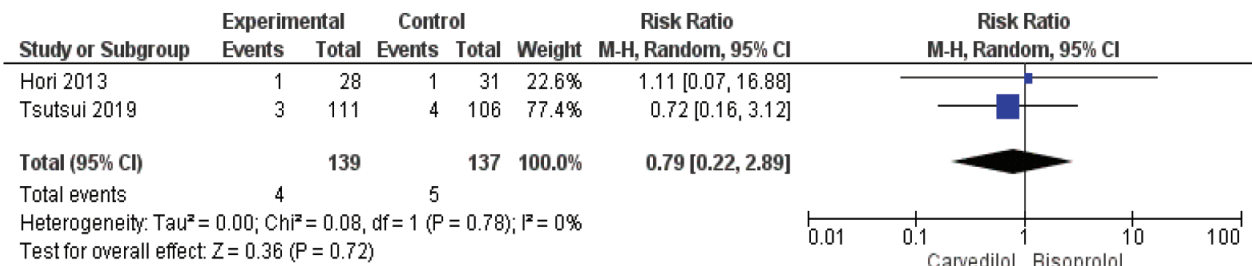 Experimental Control Risk Ratio Risk Ratio
Study or Subgroup Events Total Events Total Weight M-H, Random, 95% CI M-H, Random, 95% CI
Hori 2013 1 28 1 31 22.6% 1.11 [0.07, 16.88]
Tsutsui 2019 3 111 4 106 77.4% 0.72 [0.16, 3.12]
Total (95% CI) 139 137 100.0% 0.79 [0.22, 2.89]
Total events 4 5
Heterogeneity: Tau² = 0.00; Chi² = 0.08, df = 1 (P = 0.78); I² = 0%
Test for overall effect: Z = 0.36 (P = 0.72)
0.01 0.1 1 10 100
Carvedilol Bisoprolol